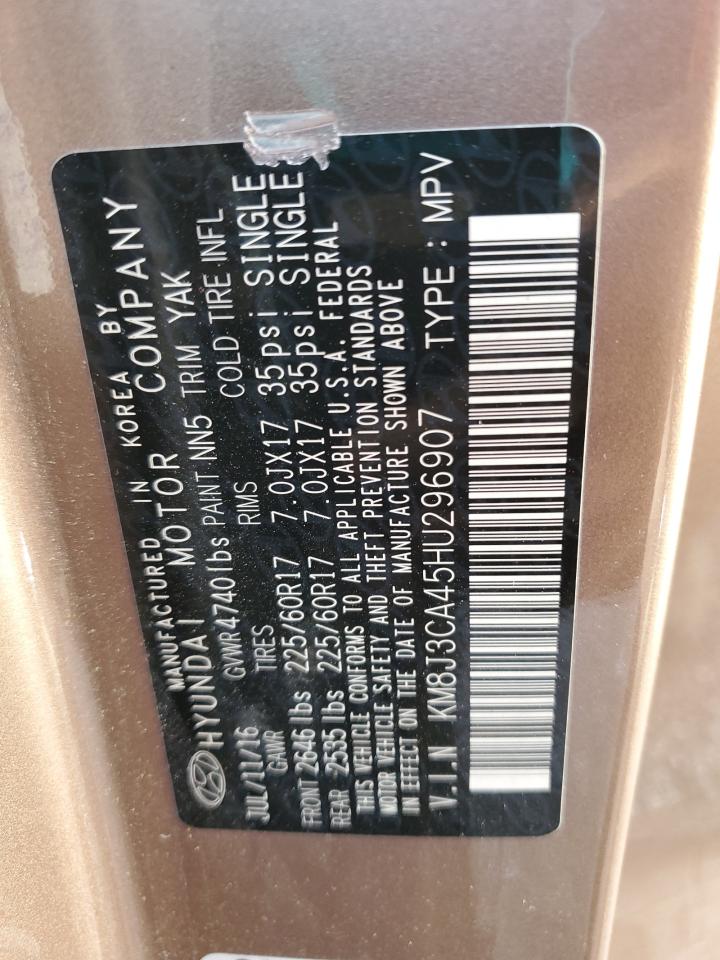 MANUFACTURED IN KOREA BY
HYUNDAI MOTOR COMPANY
JUL/11/16 GVWR 4740 lbs PAINT NN5 TRIM YAK
GAWR TIRES RIMS COLD TIRE INFL
FRONT 2646 lbs 225/60R17 7.0JX17 35psi SINGLE
REAR 2535 lbs 225/60R17 7.0JX17 35psi SINGLE
THIS VEHICLE CONFORMS TO ALL APPLICABLE U.S.A. FEDERAL
MOTOR VEHICLE SAFETY AND THEFT PREVENTION STANDARDS
IN EFFECT ON THE DATE OF MANUFACTURE SHOWN ABOVE
V.I.N KM8J3CA45HU296907 TYPE : MPV